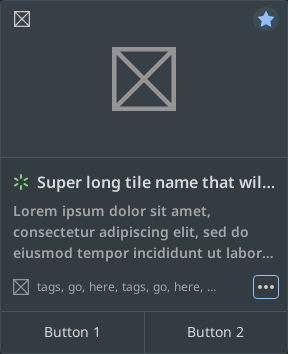 Super long tile name that wil...
Lorem ipsum dolor sit amet,
consectetur adipiscing elit, sed do
eiusmod tempor incididunt ut labor...
tags, go, here, tags, go, here, ...
Button 1
Button 2